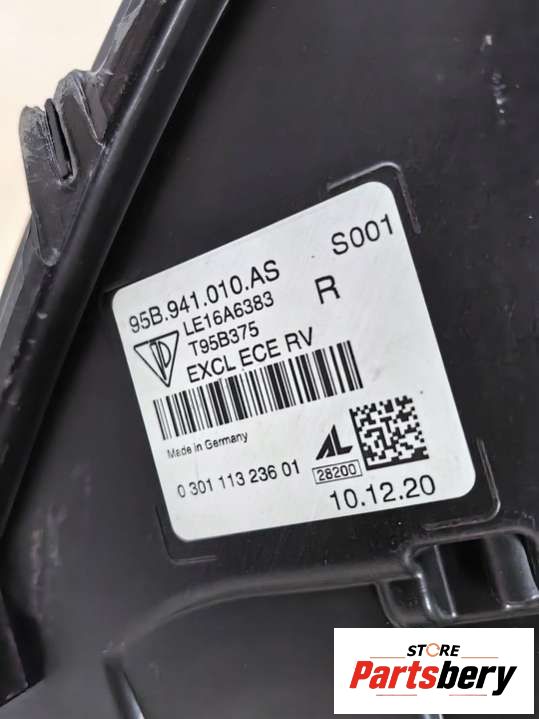 S001
95B.941.010.AS
LE16A6383
R
T95B375
EXCL ECE RV
Made in Germany
0 301 113 236 01
AL
28200
10.12.20
STORE
Partsbery